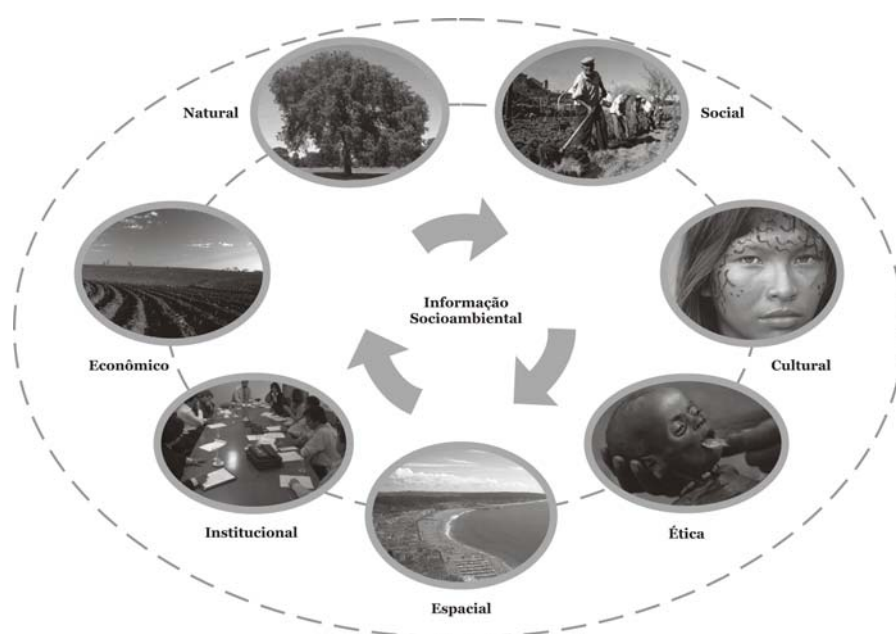 Natural
Social
Econômico
Informação
Socioambiental
Cultural
Institucional
Ética
Espacial